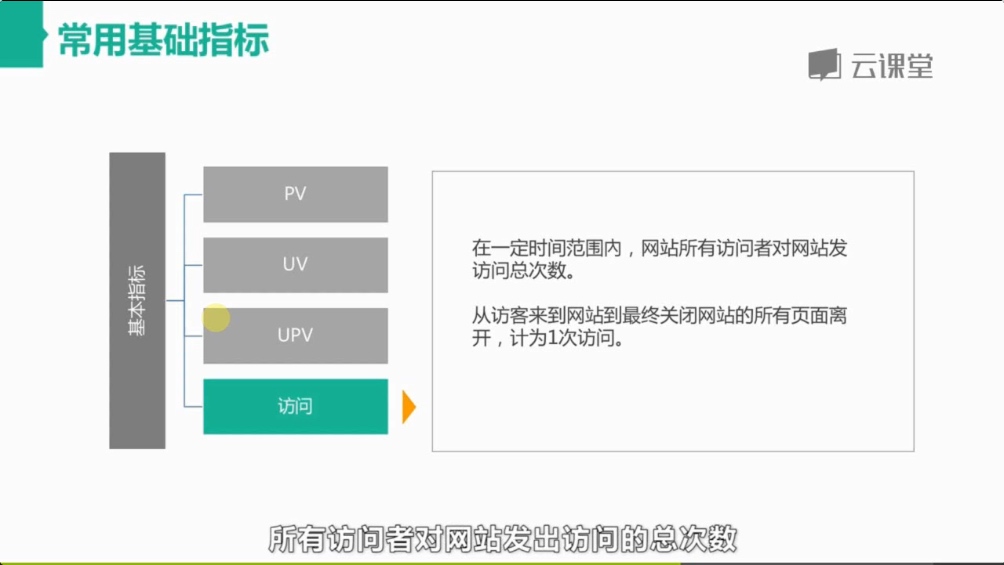 常用基础指标
云课堂
基本指标
PV
UV
UPV
访问
在一定时间范围内，网站所有访问者对网站发
访问总次数。
从访客来到网站到最终关闭网站的所有页面离
开，计为1次访问。
所有访问者对网站发出访问的总次数